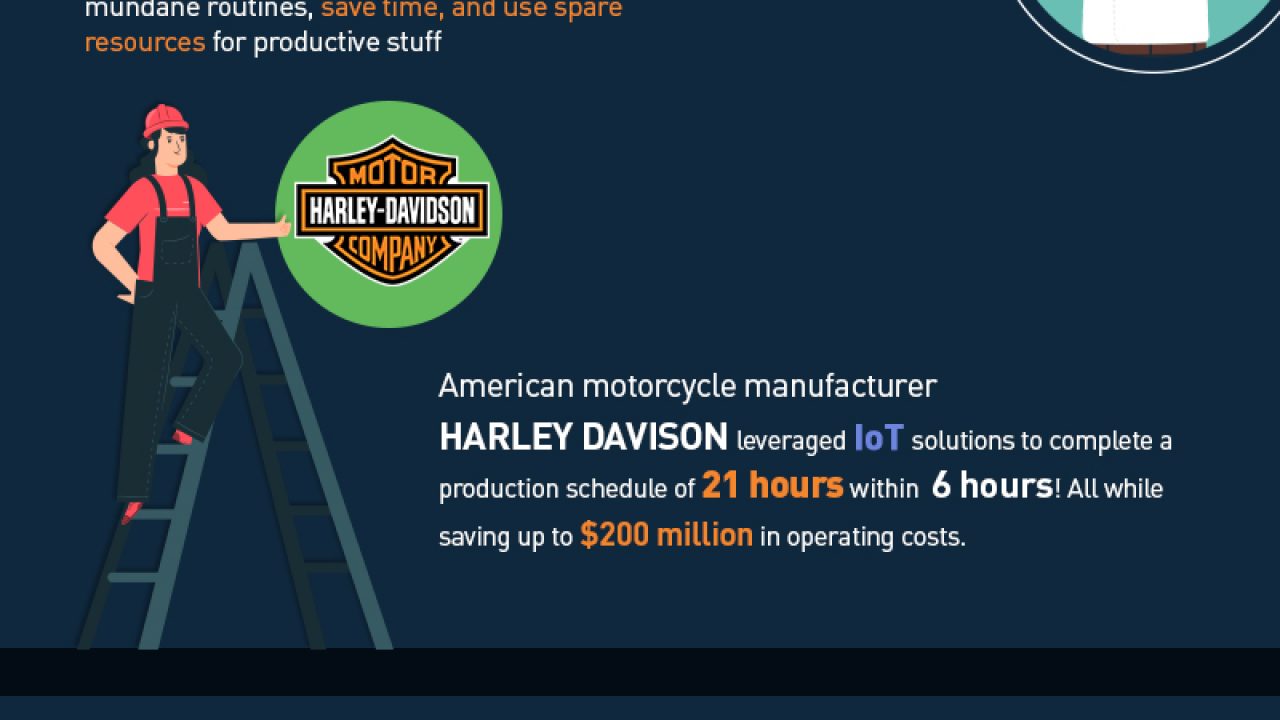 mundane routines, save time, and use spare
resources for productive stuff
MOTOR
HARLEY-DAVIDSON
COMPANY
American motorcycle manufacturer
HARLEY DAVISON leveraged IoT solutions to complete a
production schedule of 21 hours within 6 hours! All while
saving up to $200 million in operating costs.